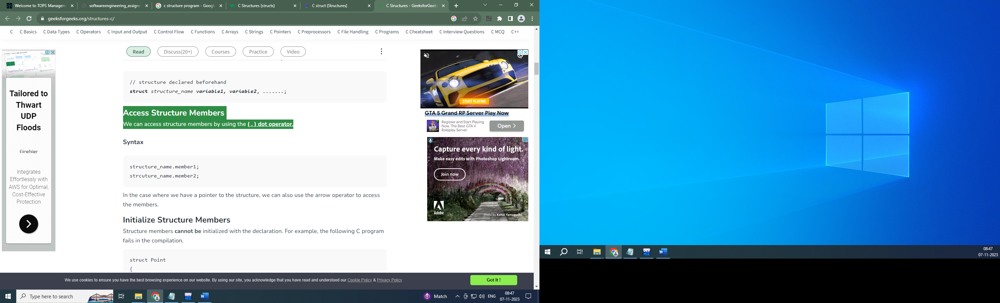 Welcome to TOPS Managem
softwareengineering_assignn
c structure program - Google
C Structures (structs)
C struct (Structures)
C Structures - GeeksforGeeks
geeksforgeeks.org/structures-c/
C C Basics C Data Types C Operators C Input and Output C Control Flow C Functions C Arrays C Strings C Pointers C Preprocessors C File Handling C Programs C Cheatsheet C Interview Questions C MCQ C++
Read Discuss(20+) Courses Practice Video
// structure declared beforehand
struct structure_name variable1, variable2, .......;
Access Structure Members
We can access structure members by using the ( . ) dot operator.
Syntax
structure_name.member1;
strcuture_name.member2;
In the case where we have a pointer to the structure, we can also use the arrow operator to access
the members.
Initialize Structure Members
Structure members cannot be initialized with the declaration. For example, the following C program
fails in the compilation.
struct Point
{
Tailored to
Thwart
UDP
Floods
Integrates
Effortlessly with
AWS for Optimal,
Cost-Effective
Protection
START PLAYING
GTA 5 Grand RP Server Play Now
BEST
Register and Start Playing
Now. The Best GTA V
Roleplay Server
Open
Capture every kind of light.
Make easy edits with Photoshop Lightroom.
Join now
Adobe
Photo by Kohki Yamaguchi
We use cookies to ensure you have the best browsing experience on our website. By using our site, you acknowledge that you have read and understood our Cookie Policy & Privacy Policy
Got It !
Type here to search
DEV
W
Match
ENG
08:47
07-11-2023
DEV
W
08:47
07-11-2023